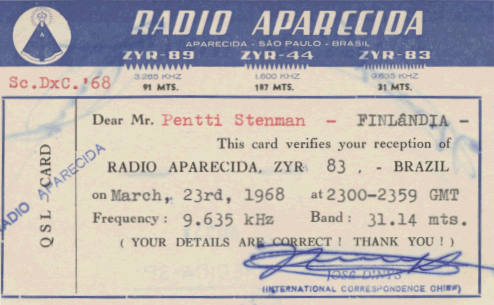 RADIO APARECIDA
APARECIDA - SÃO PAULO - BRASIL
ZYR-89 ZYR-44 ZYR-83
3.285 KHZ 1.600 KHZ 9.635 KHZ
91 MTS. 187 MTS. 31 MTS.
Sc.DxC.'68
Dear Mr. Pentti Stenman - FINLÂNDIA -
This card verifies your reception of
RADIO APARECIDA, ZYR 83 , - BRAZIL
on March, 23rd, 1968 at 2300-2359 GMT
Frequency : 9.635 kHz Band : 31.14 mts.
( YOUR DETAILS ARE CORRECT ! THANK YOU ! )
(INTERNATIONAL CORRESPONDENCE CHIEF)
QSL CARD
RADIO APARECIDA